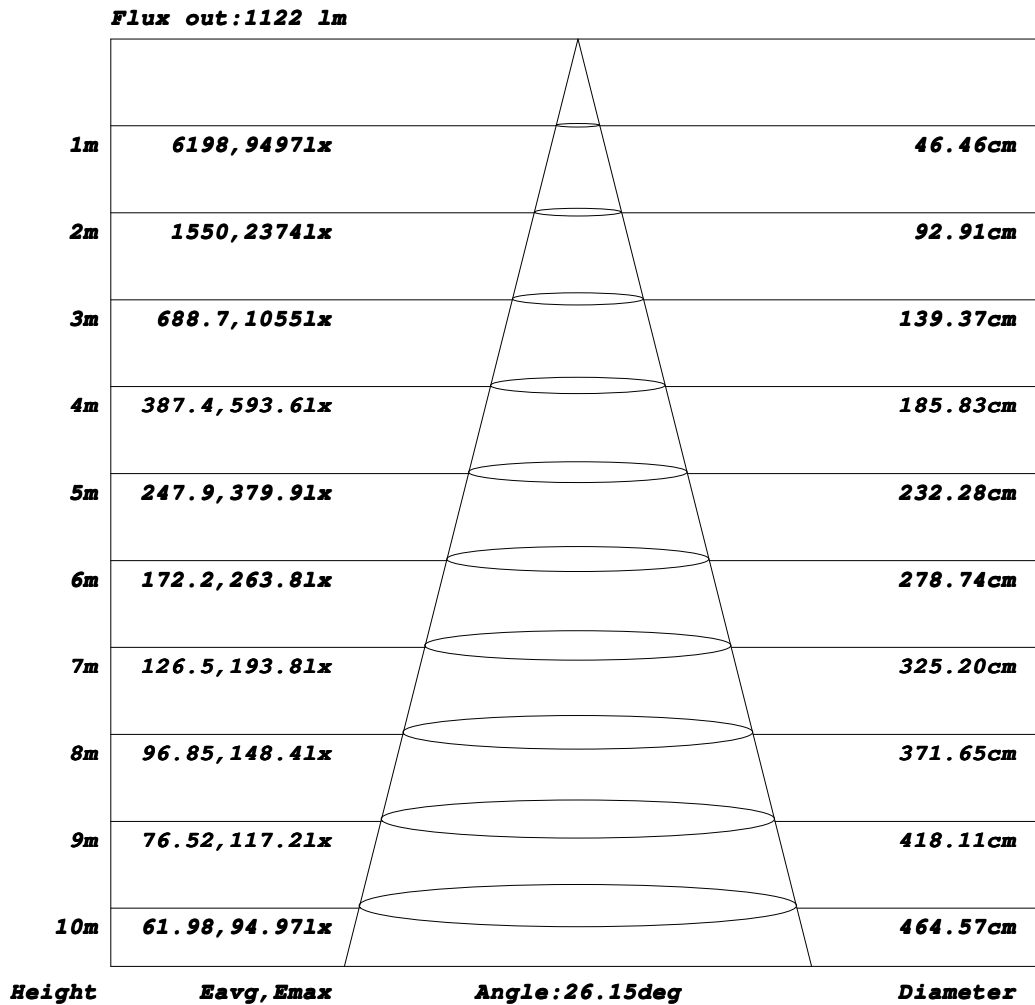 Flux out:1122 lm
1m 6198,9497lx 46.46cm
2m 1550,2374lx 92.91cm
3m 688.7,1055lx 139.37cm
4m 387.4,593.6lx 185.83cm
5m 247.9,379.9lx 232.28cm
6m 172.2,263.8lx 278.74cm
7m 126.5,193.8lx 325.20cm
8m 96.85,148.4lx 371.65cm
9m 76.52,117.2lx 418.11cm
10m 61.98,94.97lx 464.57cm
Height Eavg,Emax Angle:26.15deg Diameter